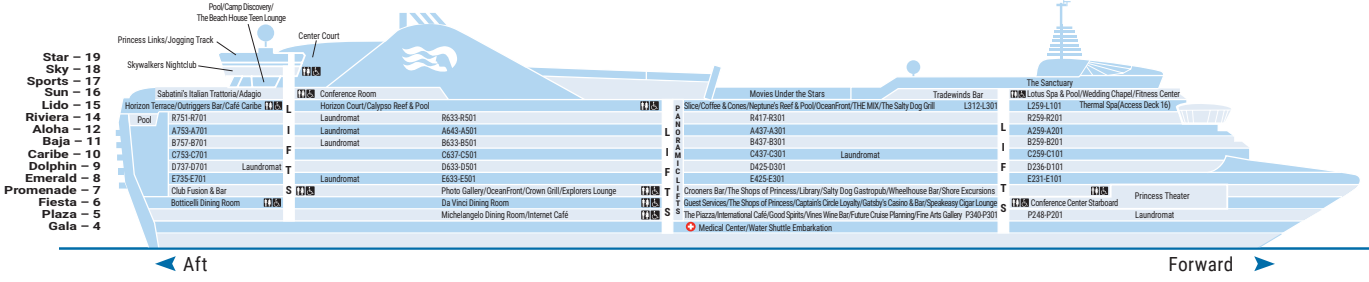 Pool/Camp Discovery/
The Beach House Teen Lounge
Princess Links/Jogging Track
Center Court
Skywalkers Nightclub
Star – 19
Sky – 18
Sports – 17
The Sanctuary
Sun – 16 Sabatini's Italian Trattoria/Adagio Conference Room Movies Under the Stars Tradewinds Bar Lotus Spa & Pool/Wedding Chapel/Fitness Center
Lido – 15 Horizon Terrace/Outriggers Bar/Café Caribe Horizon Court/Calypso Reef & Pool Slice/Coffee & Cones/Neptune's Reef & Pool/OceanFront/THE MIX/The Salty Dog Grill L312-L301 L259-L101 Thermal Spa(Access Deck 16)
Riviera – 14 Pool R751-R701 Laundromat R633-R501 R417-R301 R259-R201
Aloha – 12 A753-A701 Laundromat A643-A501 A437-A301 A259-A201
Baja – 11 B757-B701 Laundromat B633-B501 B437-B301 B259-B201
Caribe – 10 C753-C701 C637-C501 C437-C301 Laundromat C259-C101
Dolphin – 9 D737-D701 Laundromat D633-D501 D425-D301 D236-D101
Emerald – 8 E735-E701 Laundromat E633-E501 E425-E301 E231-E101
Promenade – 7 Club Fusion & Bar Photo Gallery/OceanFront/Crown Grill/Explorers Lounge Crooners Bar/The Shops of Princess/Library/Salty Dog Gastropub/Wheelhouse Bar/Shore Excursions Princess Theater
Fiesta – 6 Botticelli Dining Room Da Vinci Dining Room Guest Services/The Shops of Princess/Captain's Circle Loyalty/Gatsby's Casino & Bar/Speakeasy Cigar Lounge Conference Center Starboard
Plaza – 5 Michelangelo Dining Room/Internet Café The Piazza/International Café/Good Spirits/Vines Wine Bar/Future Cruise Planning/Fine Arts Gallery P340-P301 P248-P201 Laundromat
Gala – 4 Medical Center/Water Shuttle Embarkation
LIFTS
LIFTS
PANORAMIC LIFTS
LIFTS
Aft
Forward